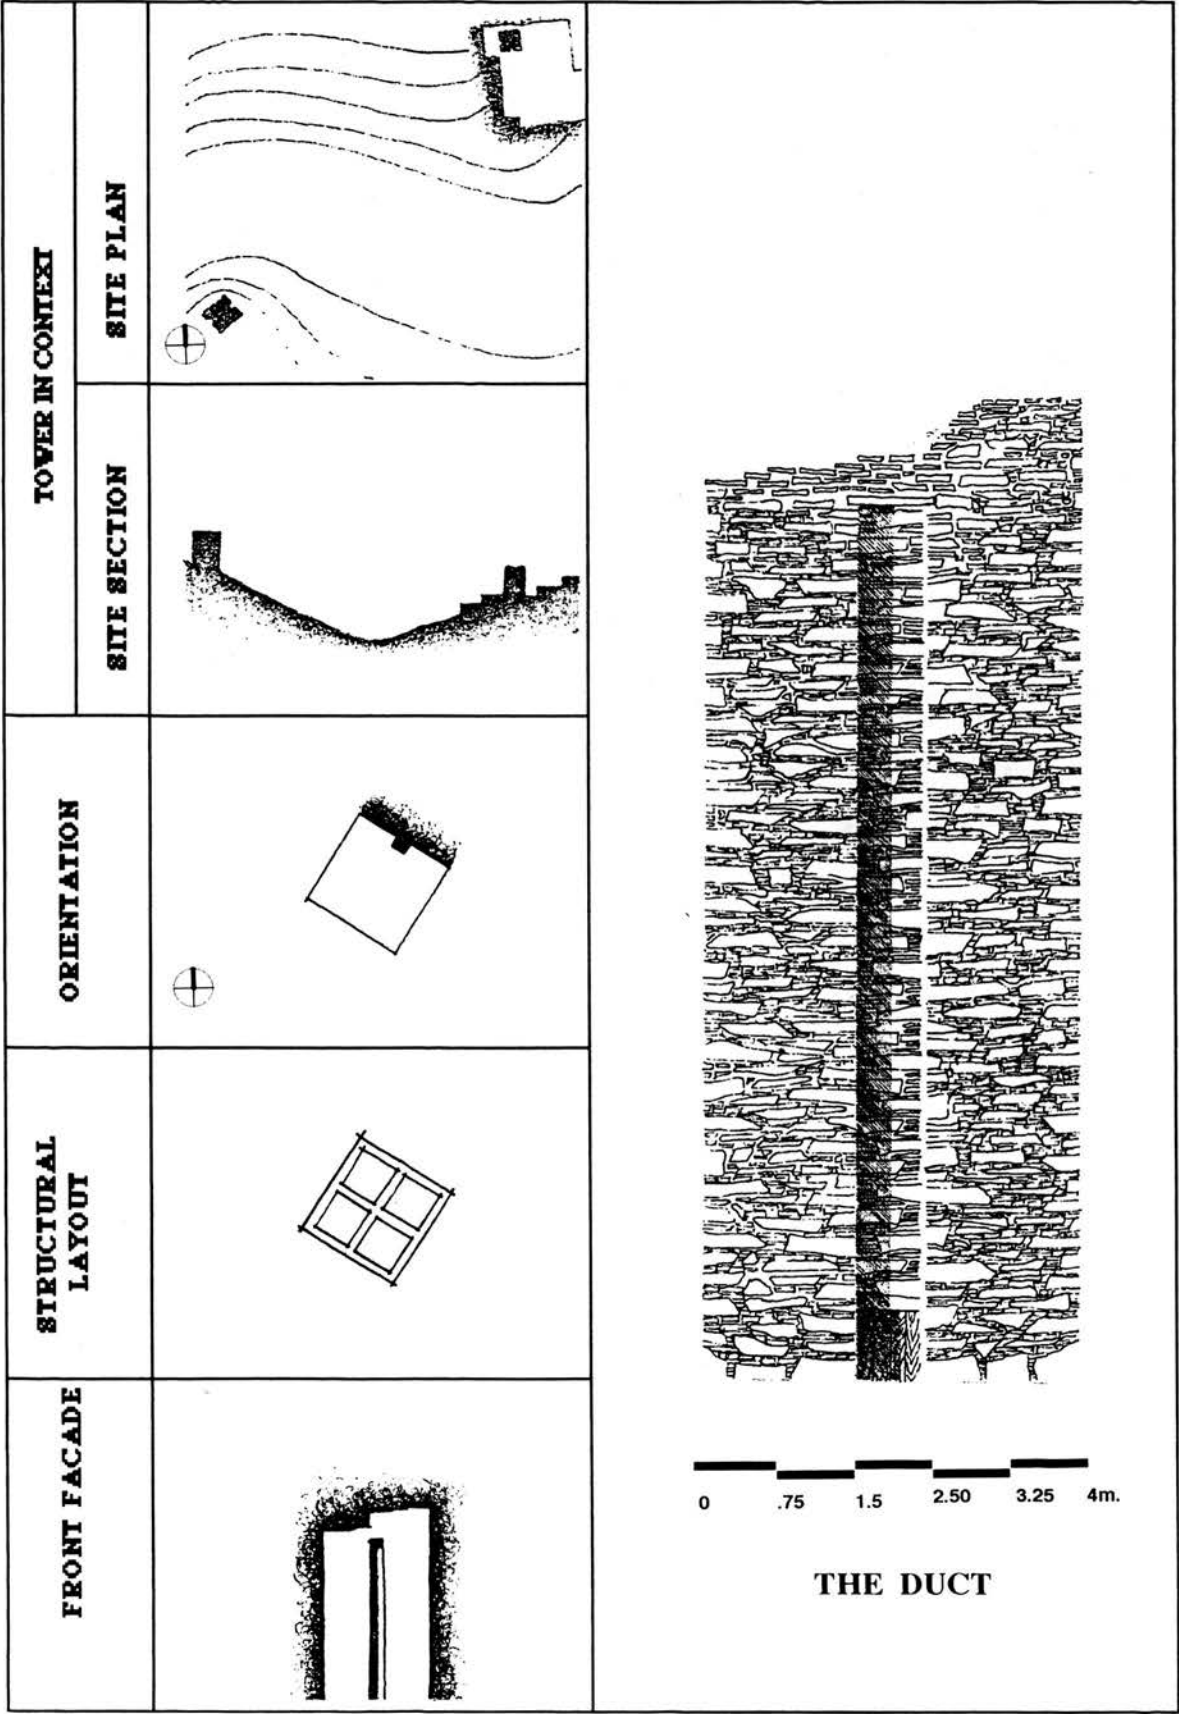 TOWER IN CONTEXT
SITE PLAN
SITE SECTION
ORIENTATION
STRUCTURAL
LAYOUT
FRONT FACADE
0 .75 1.5 2.50 3.25 4m.
THE DUCT